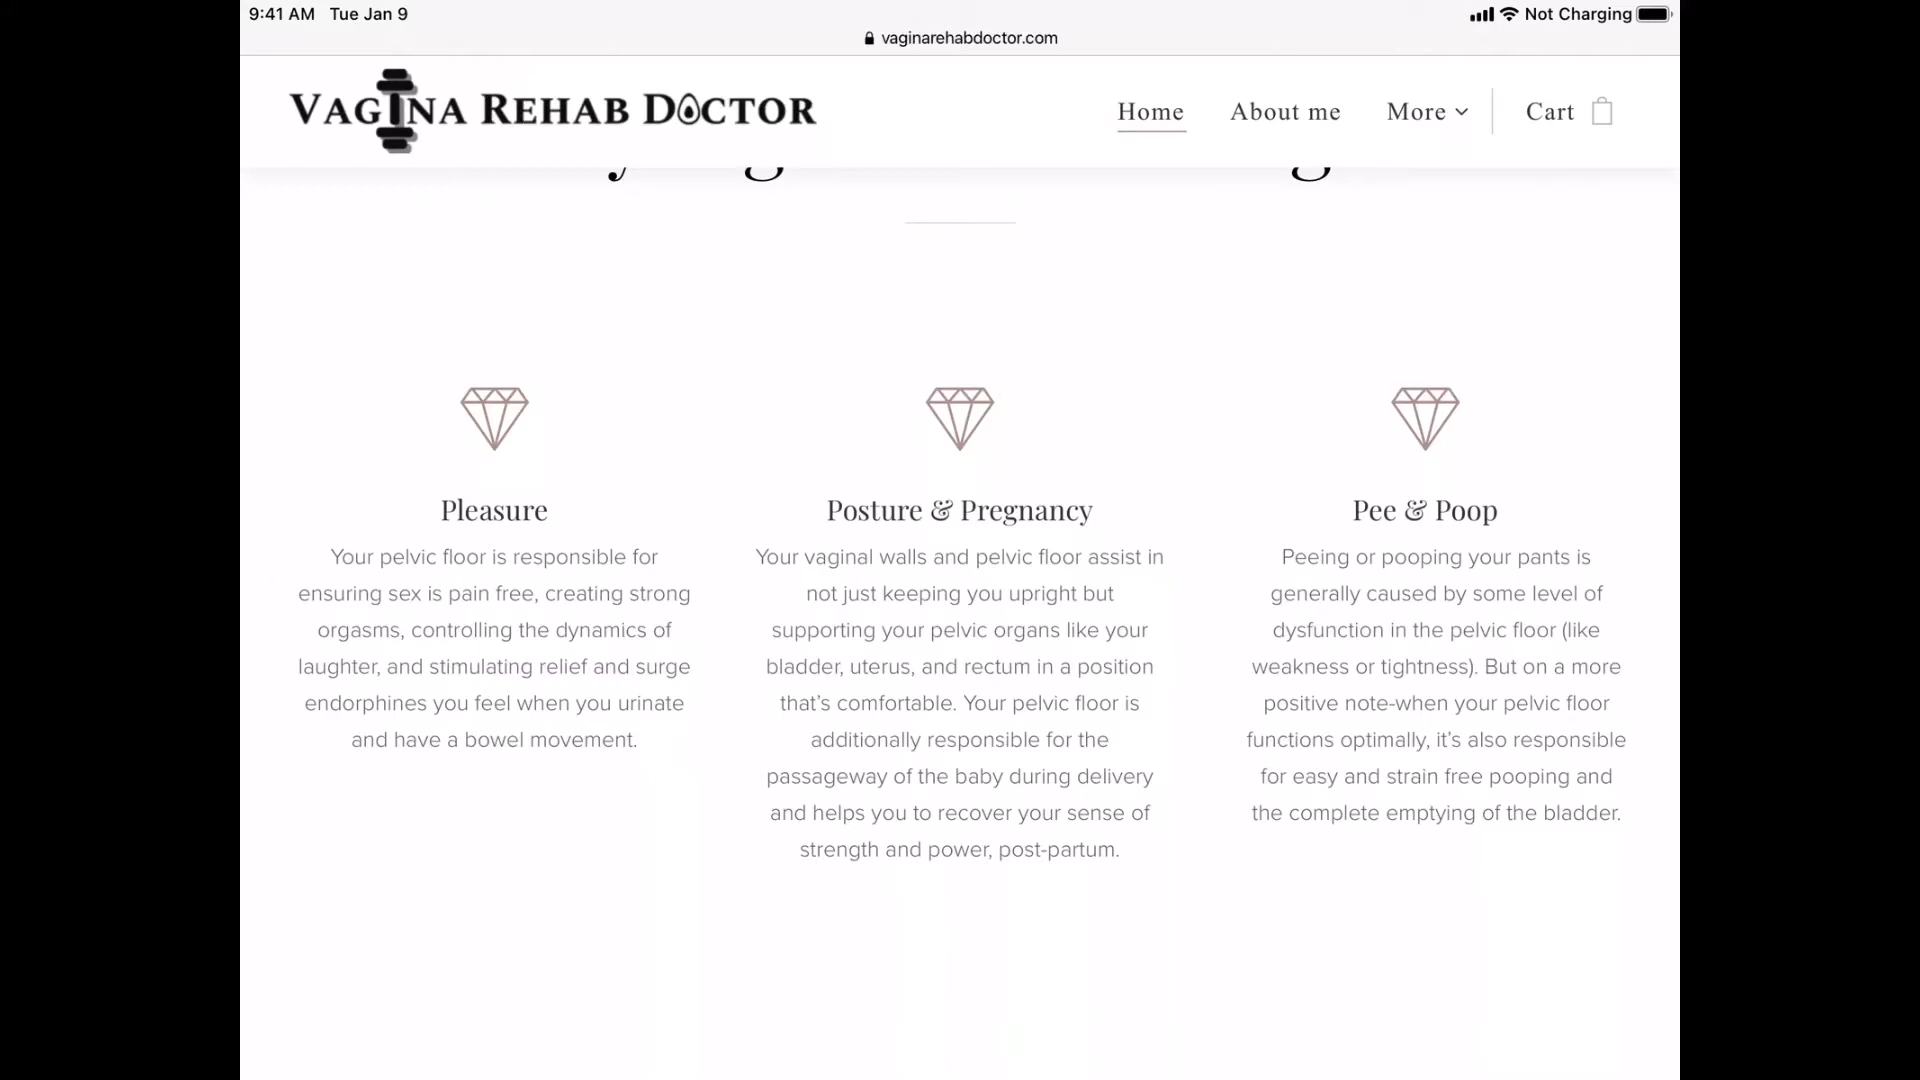 9:41 AM Tue Jan 9
Not Charging
vaginarehabdoctor.com
VAGINA REHAB DOCTOR
Home
About me
More
Cart
Pleasure
Your pelvic floor is responsible for
ensuring sex is pain free, creating strong
orgasms, controlling the dynamics of
laughter, and stimulating relief and surge
endorphines you feel when you urinate
and have a bowel movement.
Posture & Pregnancy
Your vaginal walls and pelvic floor assist in
not just keeping you upright but
supporting your pelvic organs like your
bladder, uterus, and rectum in a position
that's comfortable. Your pelvic floor is
additionally responsible for the
passageway of the baby during delivery
and helps you to recover your sense of
strength and power, post-partum.
Pee & Poop
Peeing or pooping your pants is
generally caused by some level of
dysfunction in the pelvic floor (like
weakness or tightness). But on a more
positive note-when your pelvic floor
functions optimally, it's also responsible
for easy and strain free pooping and
the complete emptying of the bladder.